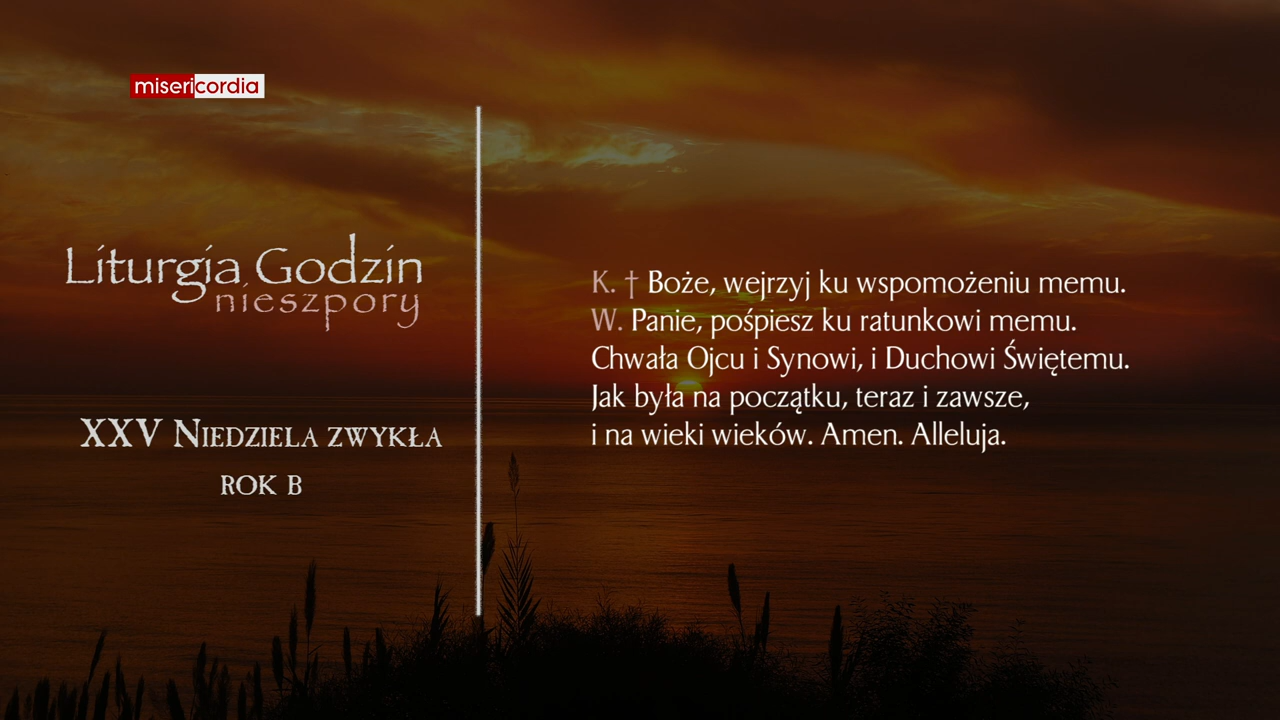 misericordia
Liturgia Godzin
nieszpory
XXV Niedziela zwykła
rok B
K. † Boże, wejrzyj ku wspomożeniu memu.
W. Panie, pośpiesz ku ratunkowi memu.
Chwała Ojcu i Synowi, i Duchowi Świętemu.
Jak była na początku, teraz i zawsze,
i na wieki wieków. Amen. Alleluja.